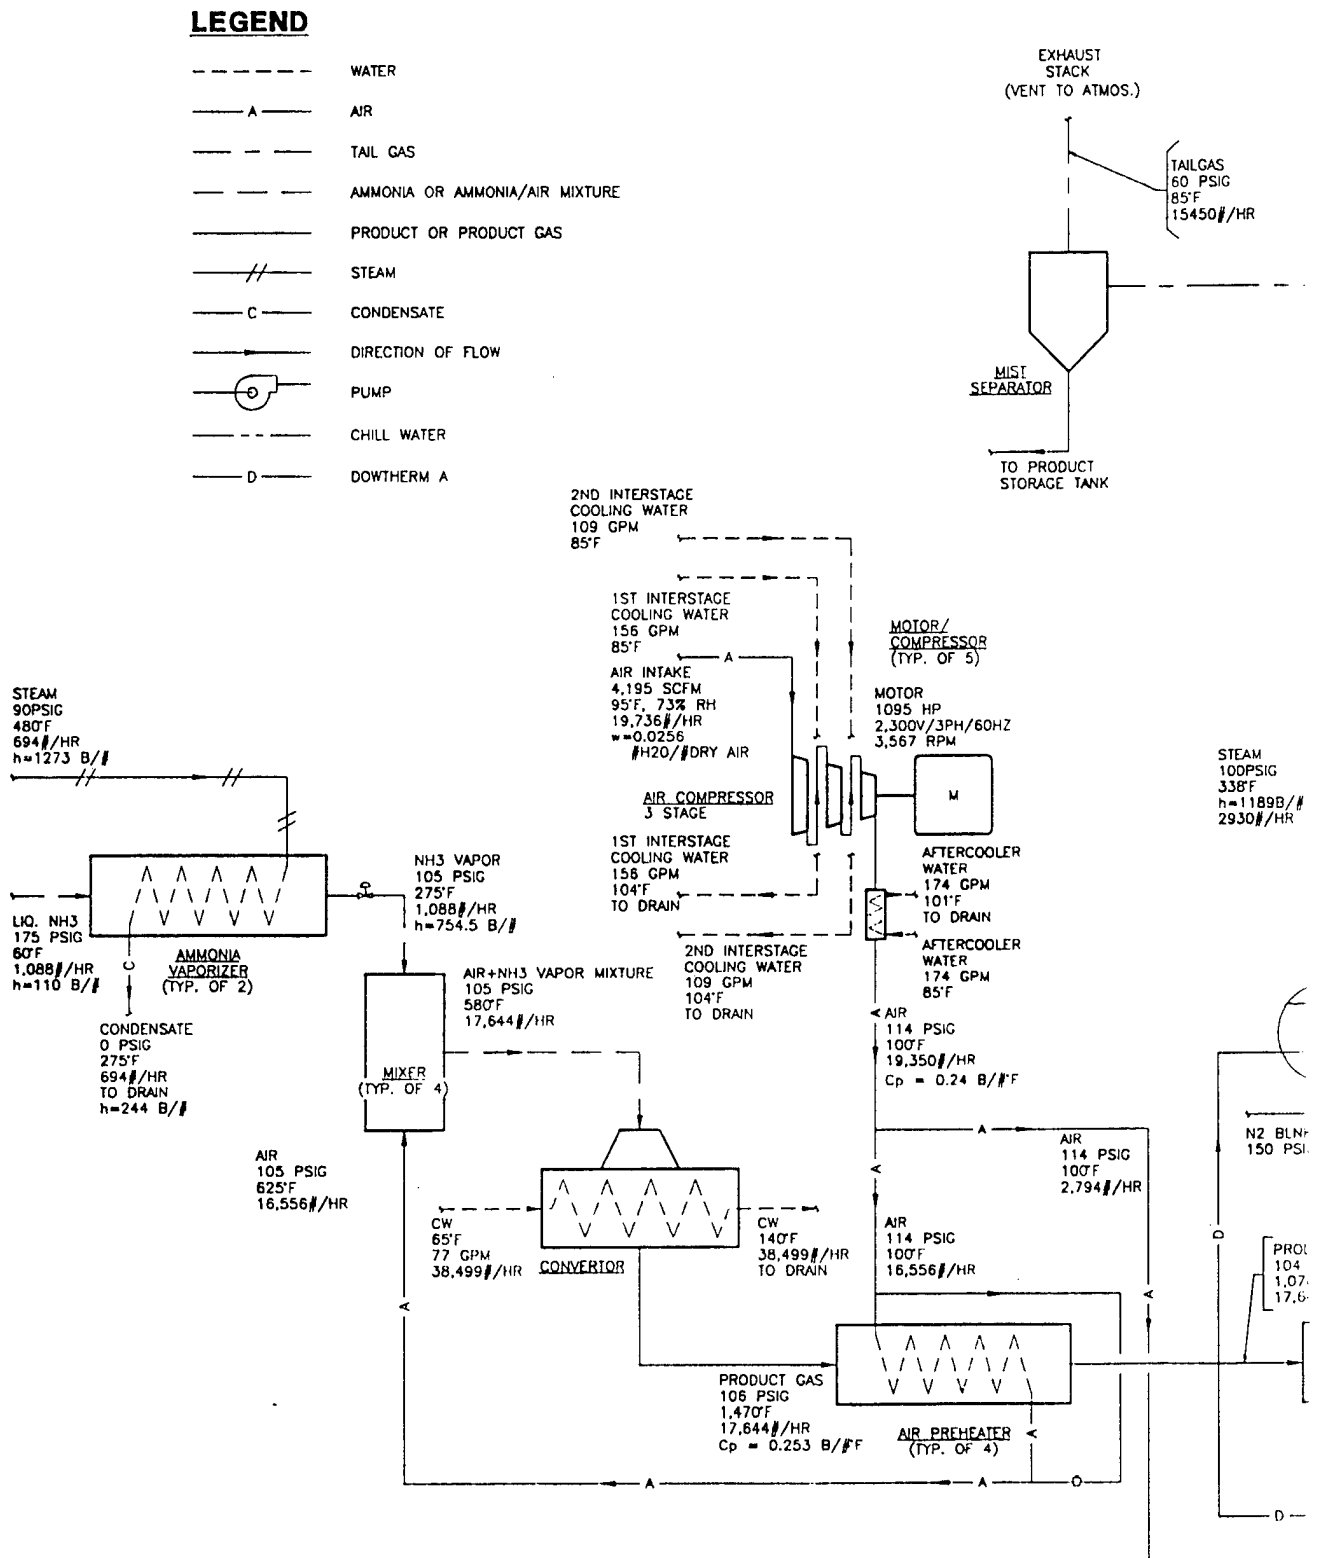 LEGEND
WATER
A AIR
TAIL GAS
AMMONIA OR AMMONIA/AIR MIXTURE
PRODUCT OR PRODUCT GAS
STEAM
C CONDENSATE
DIRECTION OF FLOW
PUMP
CHILL WATER
D DOWTHERM A
EXHAUST
STACK
(VENT TO ATMOS.)
TAILGAS
60 PSIG
85°F
15450#/HR
MIST
SEPARATOR
TO PRODUCT
STORAGE TANK
2ND INTERSTAGE
COOLING WATER
109 GPM
85°F
1ST INTERSTAGE
COOLING WATER
156 GPM
85°F
A
AIR INTAKE
4,195 SCFM
95°F, 73% RH
19,736#/HR
w=0.0256
#H20/#DRY AIR
MOTOR/
COMPRESSOR
(TYP. OF 5)
MOTOR
1095 HP
2,300V/3PH/60HZ
3,567 RPM
M
AIR COMPRESSOR
3 STAGE
1ST INTERSTAGE
COOLING WATER
156 GPM
104°F
TO DRAIN
2ND INTERSTAGE
COOLING WATER
109 GPM
104°F
TO DRAIN
AFTERCOOLER
WATER
174 GPM
101°F
TO DRAIN
AFTERCOOLER
WATER
174 GPM
85°F
STEAM
90PSIG
480°F
694#/HR
h=1273 B/#
LIQ. NH3
175 PSIG
60°F
1,088#/HR
h=110 B/#
AMMONIA
VAPORIZER
(TYP. OF 2)
C
CONDENSATE
0 PSIG
275°F
694#/HR
TO DRAIN
h=244 B/#
NH3 VAPOR
105 PSIG
275°F
1,088#/HR
h=754.5 B/#
AIR+NH3 VAPOR MIXTURE
105 PSIG
580°F
17,644#/HR
MIXER
(TYP. OF 4)
AIR
105 PSIG
625°F
16,556#/HR
A
CW
65°F
77 GPM
38,499#/HR
CONVERTOR
CW
140°F
38,499#/HR
TO DRAIN
A
AIR
114 PSIG
100°F
19,350#/HR
Cp = 0.24 B/#°F
A
A
AIR
114 PSIG
100°F
2,794#/HR
AIR
114 PSIG
100°F
16,556#/HR
A
PRODUCT GAS
106 PSIG
1,470°F
17,644#/HR
Cp = 0.253 B/#°F
AIR PREHEATER
(TYP. OF 4)
A
A
A
O
STEAM
100PSIG
338°F
h=1189B/#
2930#/HR
N2
150
D
104
D